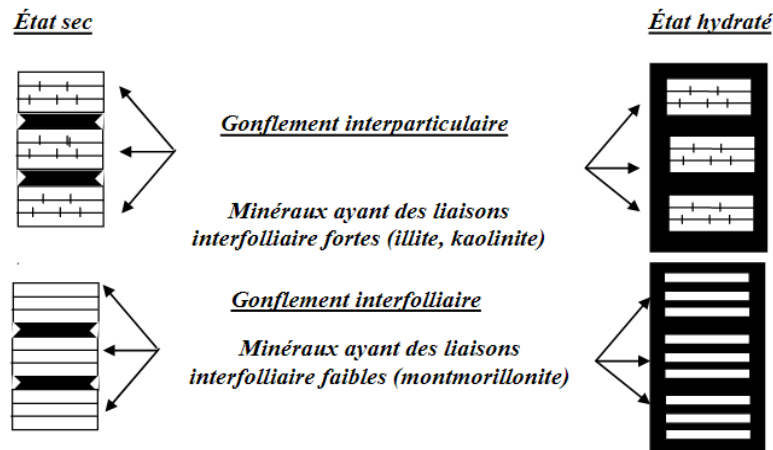 État sec
État hydraté
Gonflement interparticulaire
Minéraux ayant des liaisons
interfolliaire fortes (illite, kaolinite)
Gonflement interfolliaire
Minéraux ayant des liaisons
interfolliaire faibles (montmorillonite)